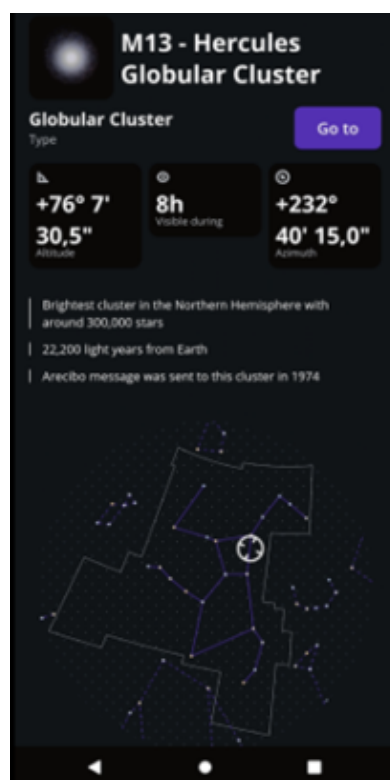 M13 - Hercules
Globular Cluster
Globular Cluster
Type
Go to
+76° 7'
30,5"
Altitude
8h
Visible during
+232°
40' 15,0"
Azimuth
Brightest cluster in the Northern Hemisphere with
around 300,000 stars
22,200 light years from Earth
Arecibo message was sent to this cluster in 1974